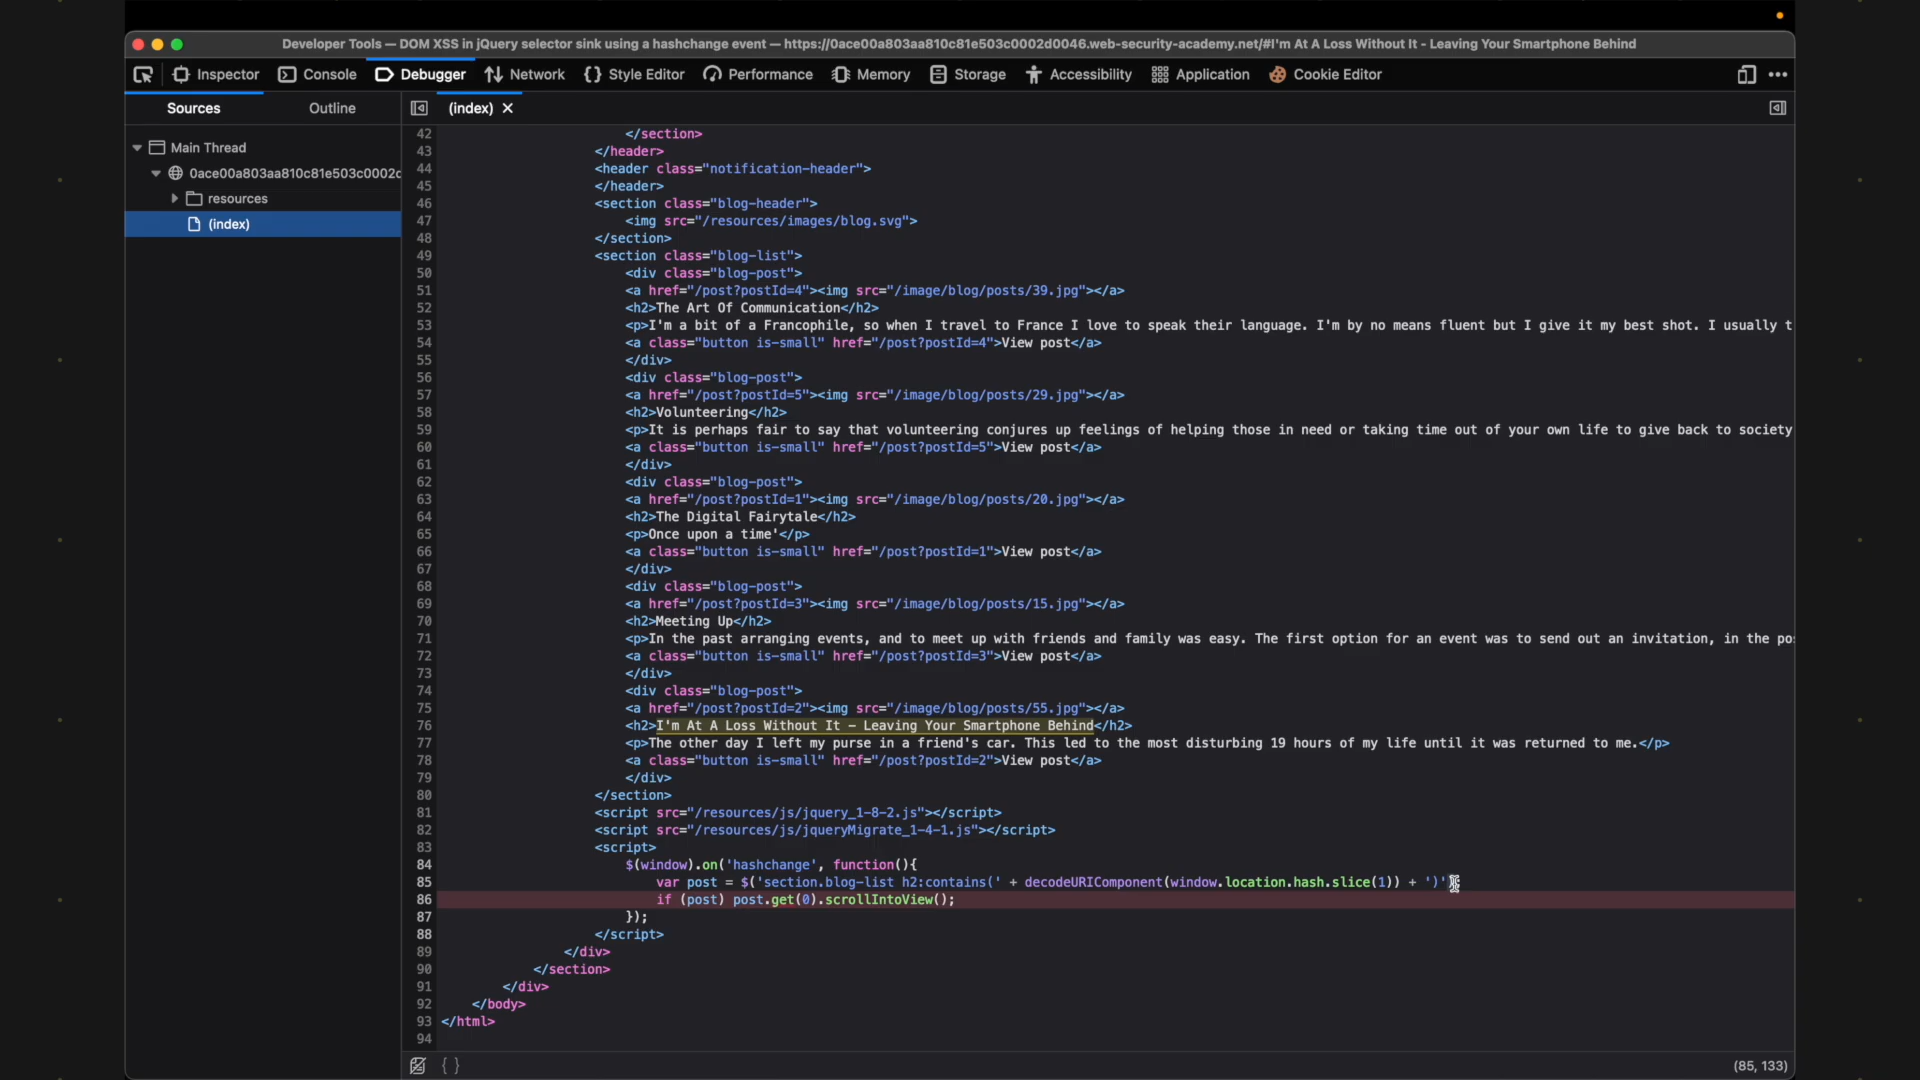 Developer Tools — DOM XSS in jQuery selector sink using a hashchange event — https://0ace00a803aa810c81e503c0002d0046.web-security-academy.net/#I'm At A Loss Without It - Leaving Your Smartphone Behind
Inspector Console Debugger Network {} Style Editor Performance Memory Storage Accessibility Application Cookie Editor
Sources Outline (index)
Main Thread
0ace00a803aa810c81e503c0002
resources
(index)
42 </section>
43 </header>
44 <header class="notification-header">
45 </header>
46 <section class="blog-header">
47 <img src="/resources/images/blog.svg">
48 </section>
49 <section class="blog-list">
50 <div class="blog-post">
51 <a href="/post?postId=4"><img src="/image/blog/posts/39.jpg"></a>
52 <h2>The Art Of Communication</h2>
53 <p>I'm a bit of a Francophile, so when I travel to France I love to speak their language. I'm by no means fluent but I give it my best shot. I usually t
54 <a class="button is-small" href="/post?postId=4">View post</a>
55 </div>
56 <div class="blog-post">
57 <a href="/post?postId=5"><img src="/image/blog/posts/29.jpg"></a>
58 <h2>Volunteering</h2>
59 <p>It is perhaps fair to say that volunteering conjures up feelings of helping those in need or taking time out of your own life to give back to society
60 <a class="button is-small" href="/post?postId=5">View post</a>
61 </div>
62 <div class="blog-post">
63 <a href="/post?postId=1"><img src="/image/blog/posts/20.jpg"></a>
64 <h2>The Digital Fairytale</h2>
65 <p>Once upon a time'</p>
66 <a class="button is-small" href="/post?postId=1">View post</a>
67 </div>
68 <div class="blog-post">
69 <a href="/post?postId=3"><img src="/image/blog/posts/15.jpg"></a>
70 <h2>Meeting Up</h2>
71 <p>In the past arranging events, and to meet up with friends and family was easy. The first option for an event was to send out an invitation, in the po
72 <a class="button is-small" href="/post?postId=3">View post</a>
73 </div>
74 <div class="blog-post">
75 <a href="/post?postId=2"><img src="/image/blog/posts/55.jpg"></a>
76 <h2>I'm At A Loss Without It - Leaving Your Smartphone Behind</h2>
77 <p>The other day I left my purse in a friend's car. This led to the most disturbing 19 hours of my life until it was returned to me.</p>
78 <a class="button is-small" href="/post?postId=2">View post</a>
79 </div>
80 </section>
81 <script src="/resources/js/jquery_1-8-2.js"></script>
82 <script src="/resources/js/jqueryMigrate_1-4-1.js"></script>
83 <script>
84 $(window).on('hashchange', function(){
85 var post = $('section.blog-list h2:contains(' + decodeURIComponent(window.location.hash.slice(1)) + ')'
86 if (post) post.get(0).scrollIntoView();
87 });
88 </script>
89 </div>
90 </section>
91 </div>
92 </body>
93 </html>
94
{ } (85, 133)